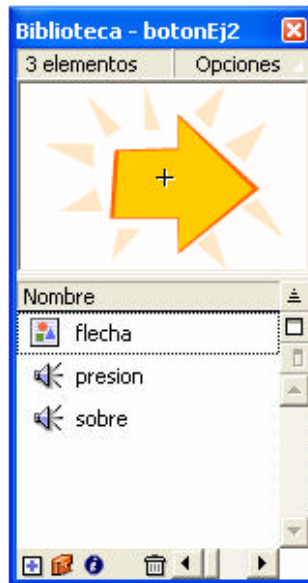 Biblioteca - botonEj2
3 elementos Opciones
Nombre
flecha
presion
sobre